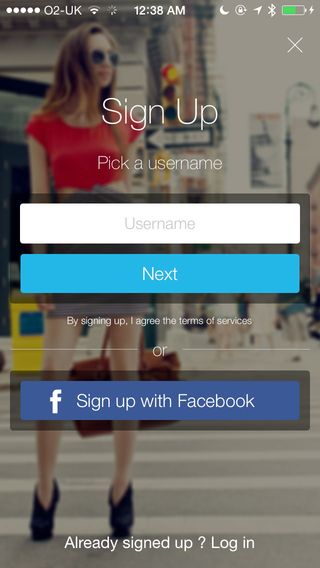 O2-UK 12:38 AM
Sign Up
Pick a username
Username
Next
By signing up, I agree the terms of services
or
f Sign up with Facebook
Already signed up ? Log in